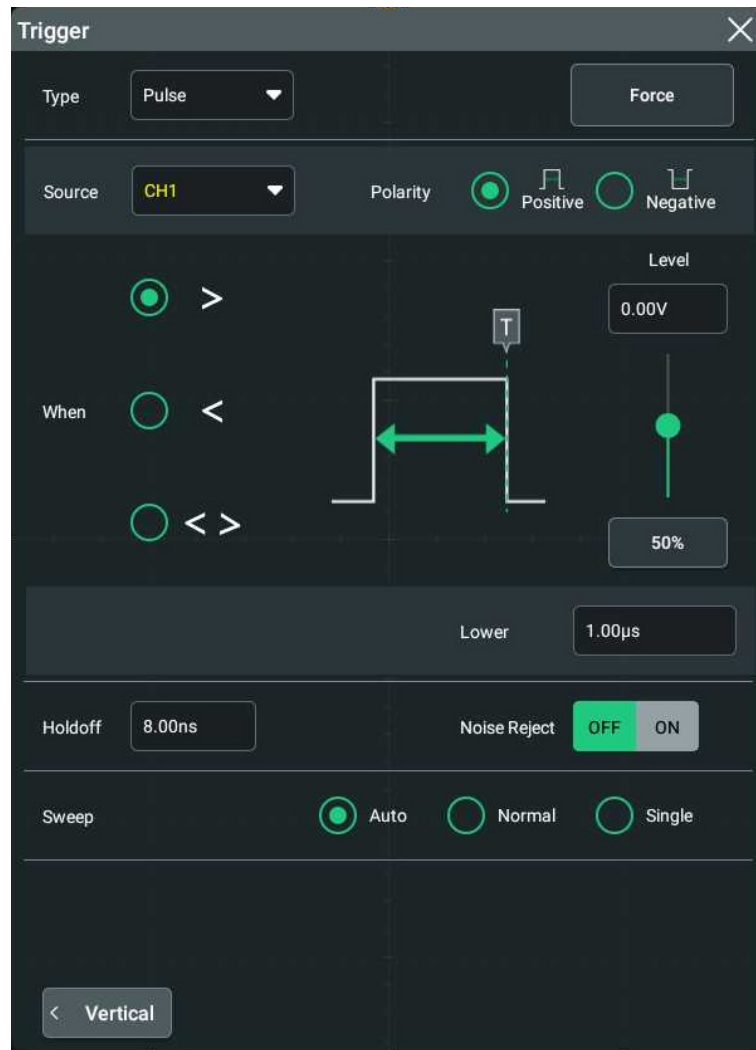 Trigger
Type Pulse Force
Source CH1 Polarity Positive Negative
Level
> 0.00V
T
When <
< > 50%
Lower 1.00µs
Holdoff 8.00ns Noise Reject OFF ON
Sweep Auto Normal Single
< Vertical